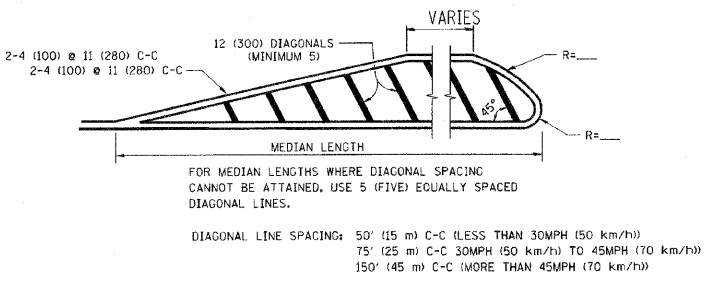 VARIES
12 (300) DIAGONALS
(MINIMUM 5)
2-4 (100) @ 11 (280) C-C
2-4 (100) @ 11 (280) C-C
R=___
45°
R=___
MEDIAN LENGTH
FOR MEDIAN LENGTHS WHERE DIAGONAL SPACING
CANNOT BE ATTAINED, USE 5 (FIVE) EQUALLY SPACED
DIAGONAL LINES.
DIAGONAL LINE SPACING: 50' (15 m) C-C (LESS THAN 30MPH (50 km/h))
75' (25 m) C-C 30MPH (50 km/h) TO 45MPH (70 km/h))
150' (45 m) C-C (MORE THAN 45MPH (70 km/h))